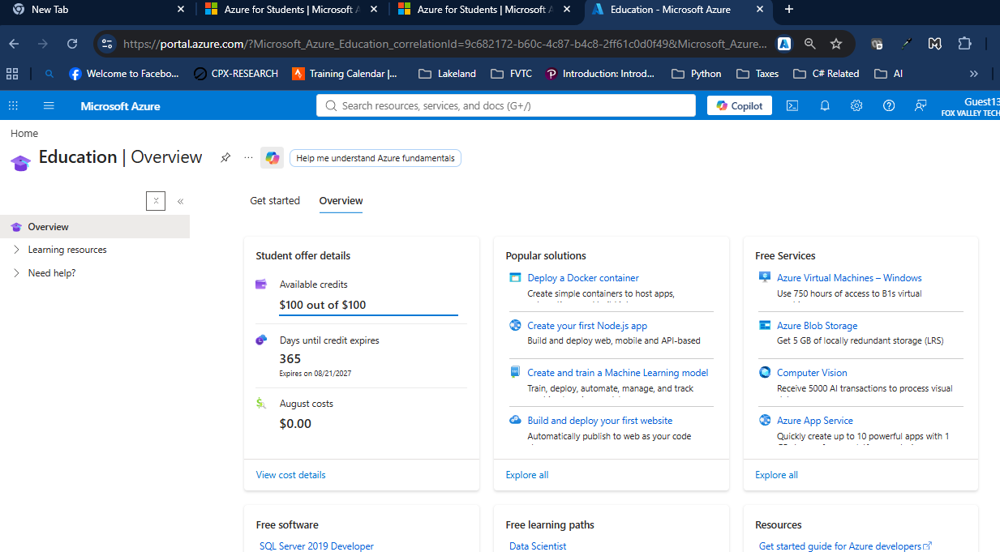 New Tab
Azure for Students | Microsoft A
Azure for Students | Microsoft A
Education - Microsoft Azure
https://portal.azure.com/?Microsoft_Azure_Education_correlationId=9c682172-b60c-4c87-b4c8-2ff61c0d0f49&Microsoft_Azure...
Welcome to Facebo...
CPX-RESEARCH
Training Calendar |...
Lakeland
FVTC
Introduction: Introd...
Python
Taxes
C# Related
AI
Microsoft Azure
Search resources, services, and docs (G+/)
Copilot
Guest13
FOX VALLEY TECH
Home
Education | Overview
Help me understand Azure fundamentals
Overview
Learning resources
Need help?
Get started
Overview
Student offer details
Available credits
$100 out of $100
Days until credit expires
365
Expires on 08/21/2027
August costs
$0.00
View cost details
Popular solutions
Deploy a Docker container
Create simple containers to host apps,
Create your first Node.js app
Build and deploy web, mobile and API-based
Create and train a Machine Learning model
Train, deploy, automate, manage, and track
Build and deploy your first website
Automatically publish to web as your code
Explore all
Free Services
Azure Virtual Machines – Windows
Use 750 hours of access to B1s virtual
Azure Blob Storage
Get 5 GB of locally redundant storage (LRS)
Computer Vision
Receive 5000 AI transactions to process visual
Azure App Service
Quickly create up to 10 powerful apps with 1
Explore all
Free software
SQL Server 2019 Developer
Free learning paths
Data Scientist
Resources
Get started guide for Azure developers